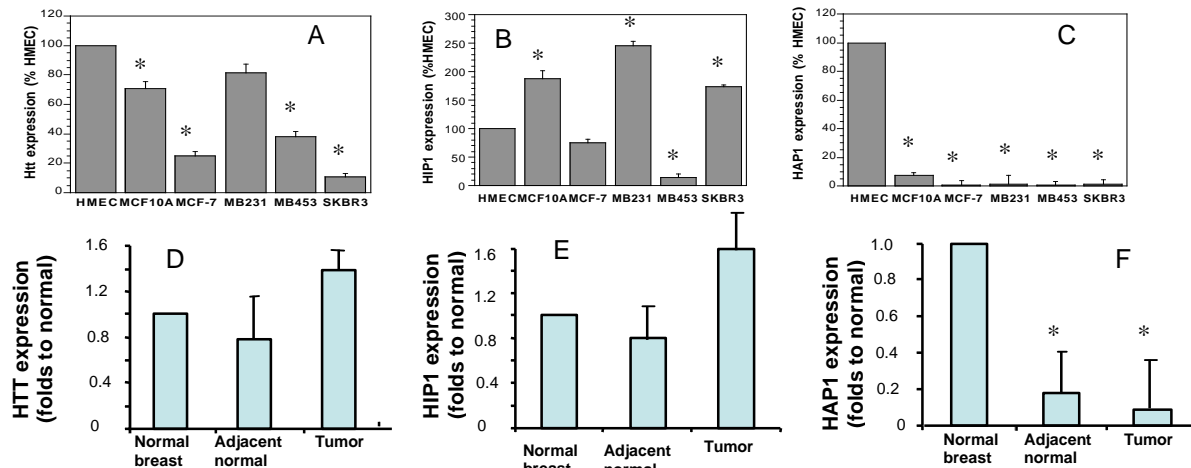 A
Htt expression (% HMEC)
120
100
80
60
40
20
0
*
*
*
*
HMEC MCF10A MCF-7 MB231 MB453 SKBR3
B
HIP1 expression (%HMEC)
300
250
200
150
100
50
0
*
*
*
*
HMEC MCF10A MCF-7 MB231 MB453 SKBR3
C
HAP1 expression (% HMEC)
120
100
80
60
40
20
0
*
*
*
*
*
HMEC MCF10A MCF-7 MB231 MB453 SKBR3
D
HTT expression
(folds to normal)
1.6
1.2
0.8
0.4
0
Normal
breast
Adjacent
normal
Tumor
E
HIP1 expression
(folds to normal)
1.6
1.2
0.8
0.4
0
Normal
breast
Adjacent
normal
Tumor
F
HAP1 expression
(folds to normal)
1.0
0.8
0.6
0.4
0.2
0
*
*
Normal
breast
Adjacent
normal
Tumor